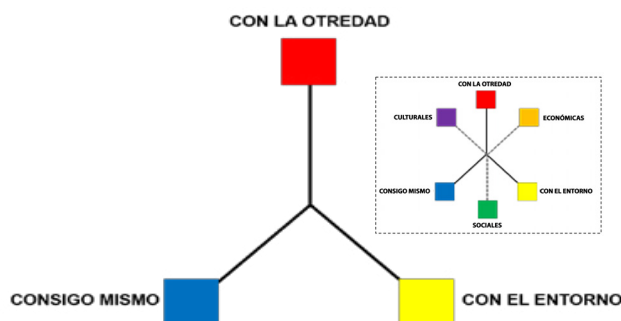 CON LA OTREDAD
CON LA OTREDAD
CULTURALES
ECONÓMICAS
CONSIGO MISMO
CON EL ENTORNO
SOCIALES
CONSIGO MISMO
CON EL ENTORNO